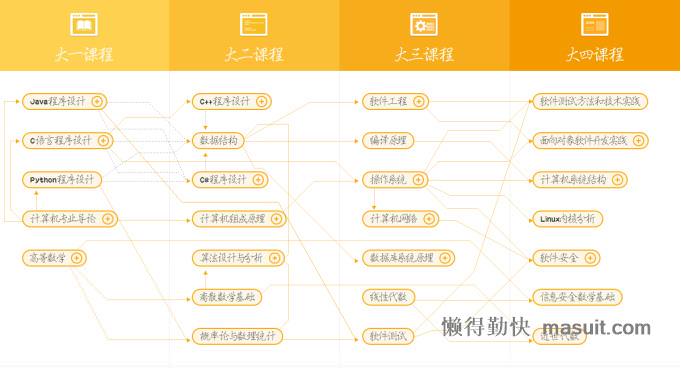 大一课程
大二课程
大三课程
大四课程
Java程序设计
C++程序设计
软件工程
软件测试方法和技术实践
C语言程序设计
数据结构
编译原理
面向对象软件开发实践
Python程序设计
C#程序设计
操作系统
计算机系统结构
计算机专业导论
计算机组成原理
计算机网络
Linux内核分析
高等数学
算法设计与分析
数据库系统原理
软件安全
离散数学基础
线性代数
信息安全数学基础
概率论与数理统计
软件测试
近世代数
懒得勤快 masuit.com